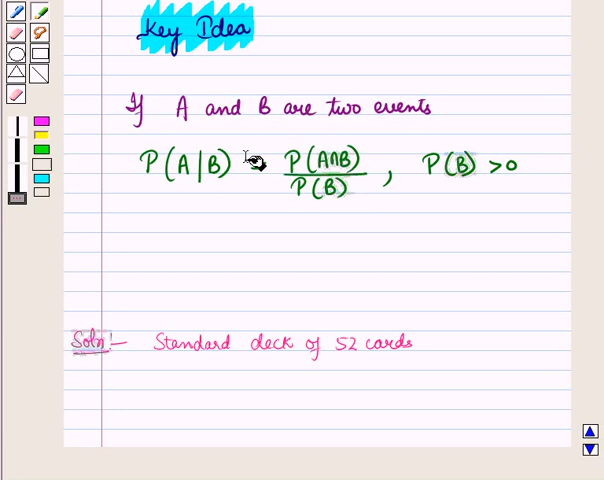 Key Idea
If A and B are two events
P(A|B) = P(A∩B)/P(B) , P(B) >0
Soln:- Standard deck of 52 cards